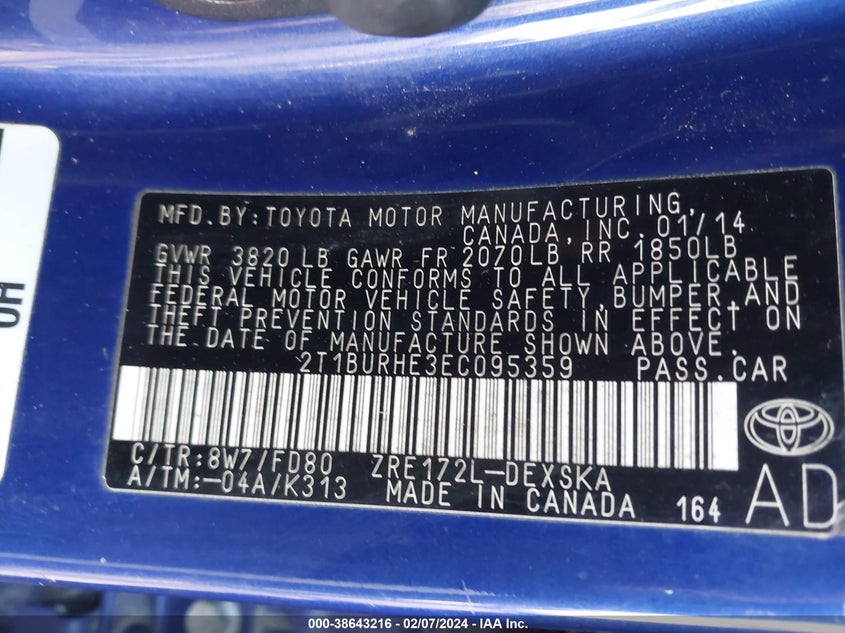 MFD.BY:TOYOTA MOTOR MANUFACTURING,
CANADA,INC. 01/14
GVWR 3820 LB GAWR FR 2070LB RR 1850LB
THIS VEHICLE CONFORMS TO ALL APPLICABLE
FEDERAL MOTOR VEHICLE SAFETY,BUMPER,AND
THEFT PREVENTION STANDARDS IN EFFECT ON
THE DATE OF MANUFACTURE SHOWN ABOVE.
2T1BURHE3EC095359 PASS.CAR
C/TR:8W7/FD80 ZRE172L-DEXSKA
A/TM:-04A/K313 MADE IN CANADA 164
AD
000-38643216 - 02/07/2024 - IAA Inc.